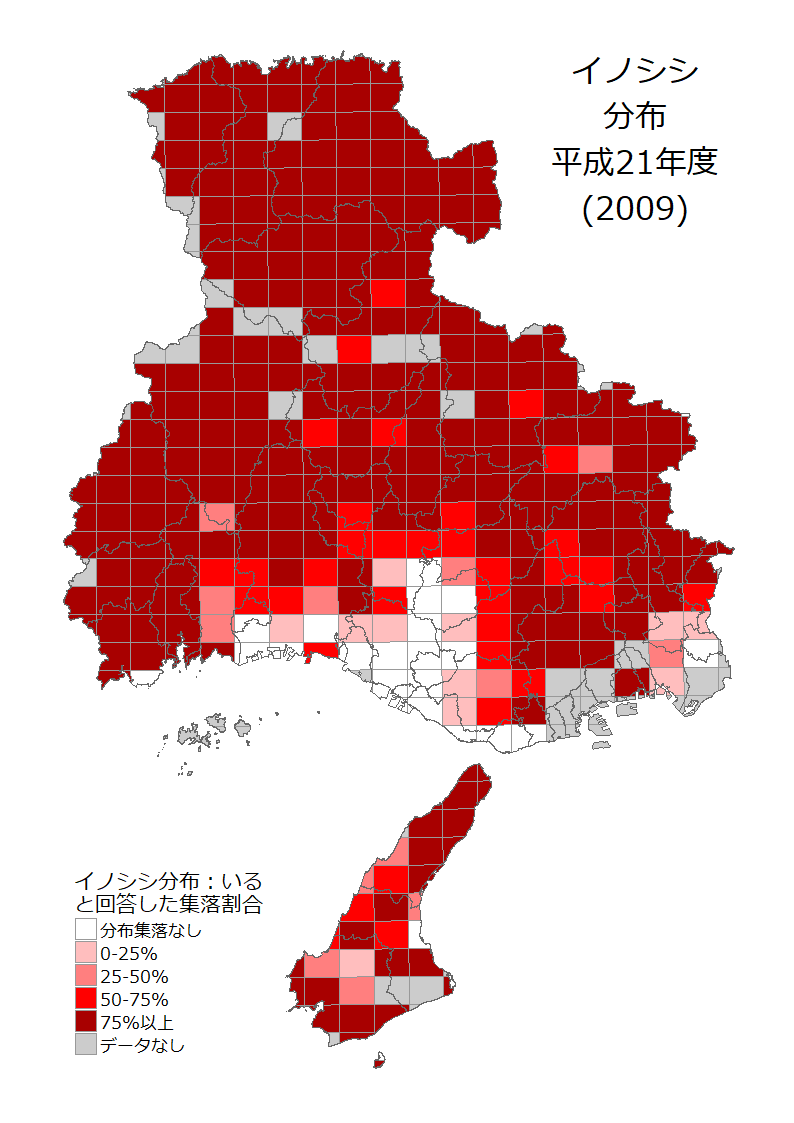 イノシシ
分布
平成21年度
(2009)
イノシシ分布：いる
と回答した集落割合
分布集落なし
0-25%
25-50%
50-75%
75%以上
データなし